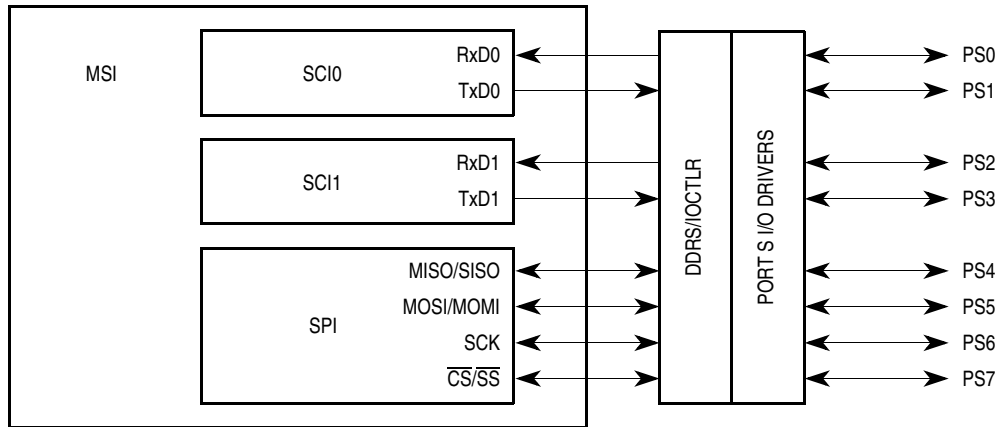 MSI
SCI0
RxD0
TxD0
SCI1
RxD1
TxD1
SPI
MISO/SISO
MOSI/MOMI
SCK
CS/SS
DDRS/IOCTLR
PORT S I/O DRIVERS
PS0
PS1
PS2
PS3
PS4
PS5
PS6
PS7